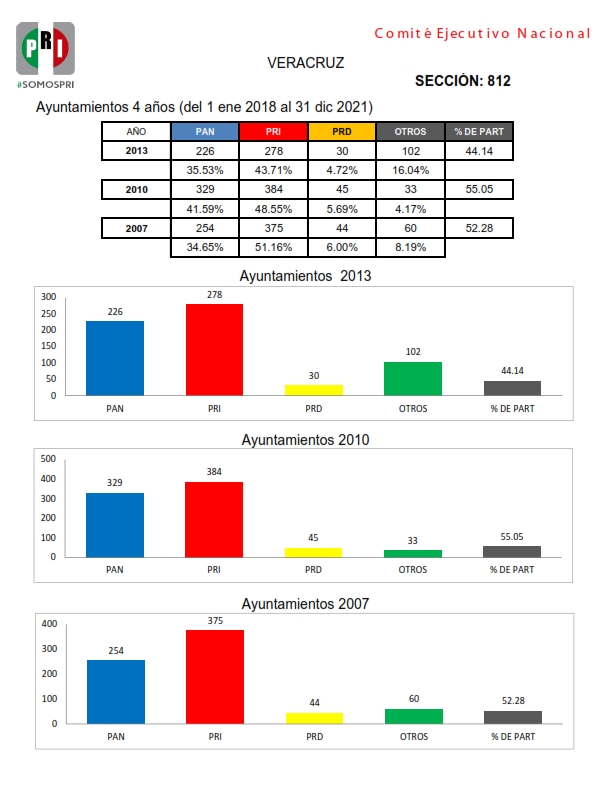 Comité Ejecutivo Nacional
PRI
#SOMOSPRI
VERACRUZ
SECCIÓN: 812
Ayuntamientos 4 años (del 1 ene 2018 al 31 dic 2021)
AÑO PAN PRI PRD OTROS % DE PART
2013 226 278 30 102 44.14
35.53% 43.71% 4.72% 16.04%
2010 329 384 45 33 55.05
41.59% 48.55% 5.69% 4.17%
2007 254 375 44 60 52.28
34.65% 51.16% 6.00% 8.19%
Ayuntamientos 2013
300
250
200
150
100
50
0
226 278 30 102 44.14
PAN PRI PRD OTROS % DE PART
Ayuntamientos 2010
500
400
300
200
100
0
329 384 45 33 55.05
PAN PRI PRD OTROS % DE PART
Ayuntamientos 2007
400
300
200
100
0
254 375 44 60 52.28
PAN PRI PRD OTROS % DE PART